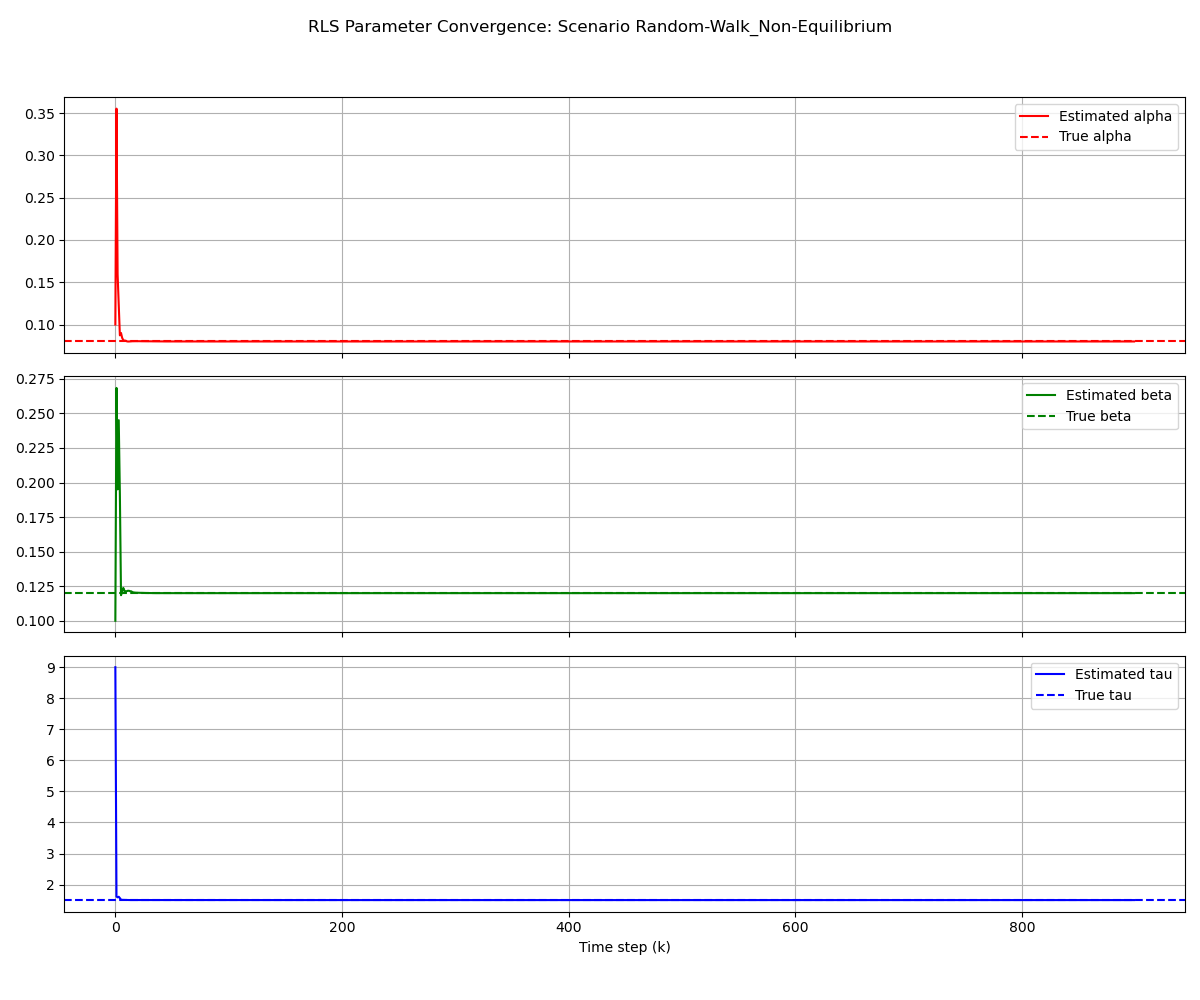 RLS Parameter Convergence: Scenario Random-Walk_Non-Equilibrium
0.35
0.30
0.25
0.20
0.15
0.10
Estimated alpha
True alpha
0.275
0.250
0.225
0.200
0.175
0.150
0.125
0.100
Estimated beta
True beta
9
8
7
6
5
4
3
2
Estimated tau
True tau
0 200 400 600 800
Time step (k)